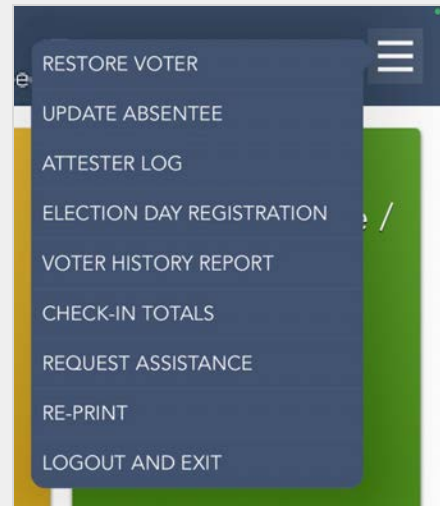 RESTORE VOTER
UPDATE ABSENTEE
ATTESTER LOG
ELECTION DAY REGISTRATION
VOTER HISTORY REPORT
CHECK-IN TOTALS
REQUEST ASSISTANCE
RE-PRINT
LOGOUT AND EXIT